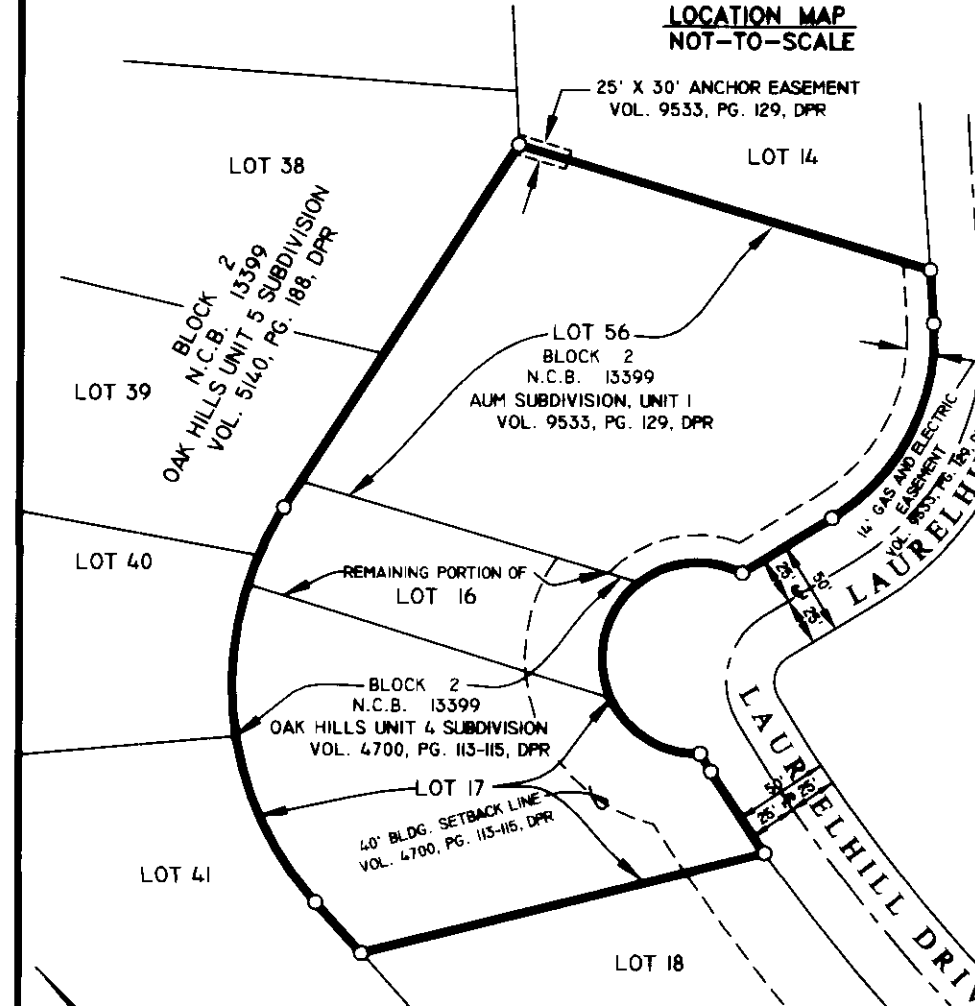 LOCATION MAP
NOT-TO-SCALE
25' X 30' ANCHOR EASEMENT
VOL. 9533, PG. 129, DPR
LOT 38
LOT 14
BLOCK 2
N.C.B. 13399
OAK HILLS UNIT 5 SUBDIVISION
VOL. 5140, PG. 188, DPR
LOT 56
BLOCK 2
N.C.B. 13399
AUM SUBDIVISION, UNIT 1
VOL. 9533, PG. 129, DPR
LOT 39
14' GAS AND ELECTRIC
EASEMENT
VOL. 9533, PG. 129,
LOT 40
REMAINING PORTION OF
LOT 16
25'
50'
25'
BLOCK 2
N.C.B. 13399
OAK HILLS UNIT 4 SUBDIVISION
VOL. 4700, PG. 113-115, DPR
LOT 17
40' BLDG. SETBACK LINE
VOL. 4700, PG. 113-115, DPR
50'
25'
25'
LAURELHILL
LOT 41
LOT 18